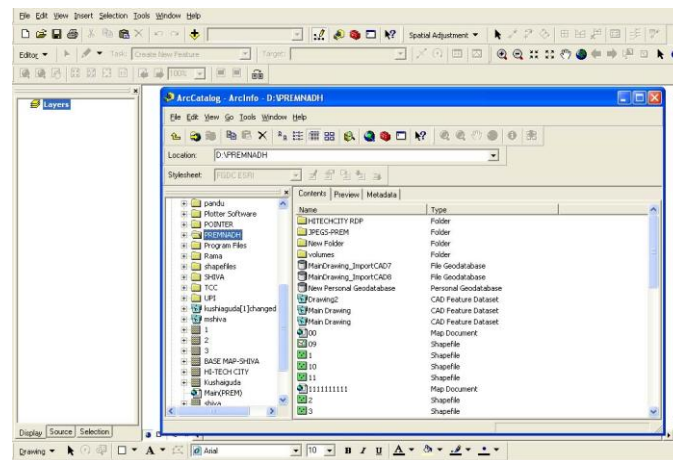 File Edit View Insert Selection Tools Window Help
Spatial Adjustment
Editor Task: Create New Feature Target:
100%
Layers
ArcCatalog - ArcInfo - D:\PREMNADH
File Edit View Go Tools Window Help
Location: D:\PREMNADH
Stylesheet: FGDC ESRI
Contents Preview Metadata
Name Type
pandu
Plotter Software
POINTER
PREMNADH
Program Files
Rama
shapefiles
SHIVA
TCC
UPI
kushiaguda[1]changed
mshiva
1
2
3
BASE MAP-SHIVA
HI-TECH CITY
Kushaiguda
Main(PREM)
shiva
HITECHCITY RDP Folder
JPEGS-PREM Folder
New Folder Folder
volumes Folder
MainDrawing_ImportCAD7 File Geodatabase
MainDrawing_ImportCAD8 File Geodatabase
New Personal Geodatabase Personal Geodatabase
Drawing2 CAD Feature Dataset
Main Drawing CAD Feature Dataset
Main Drawing CAD Feature Dataset
00 Map Document
09 Shapefile
1 Shapefile
10 Shapefile
11 Shapefile
1111111111 Map Document
2 Shapefile
3 Shapefile
Display Source Selection
Drawing A Arial 10 B I U A